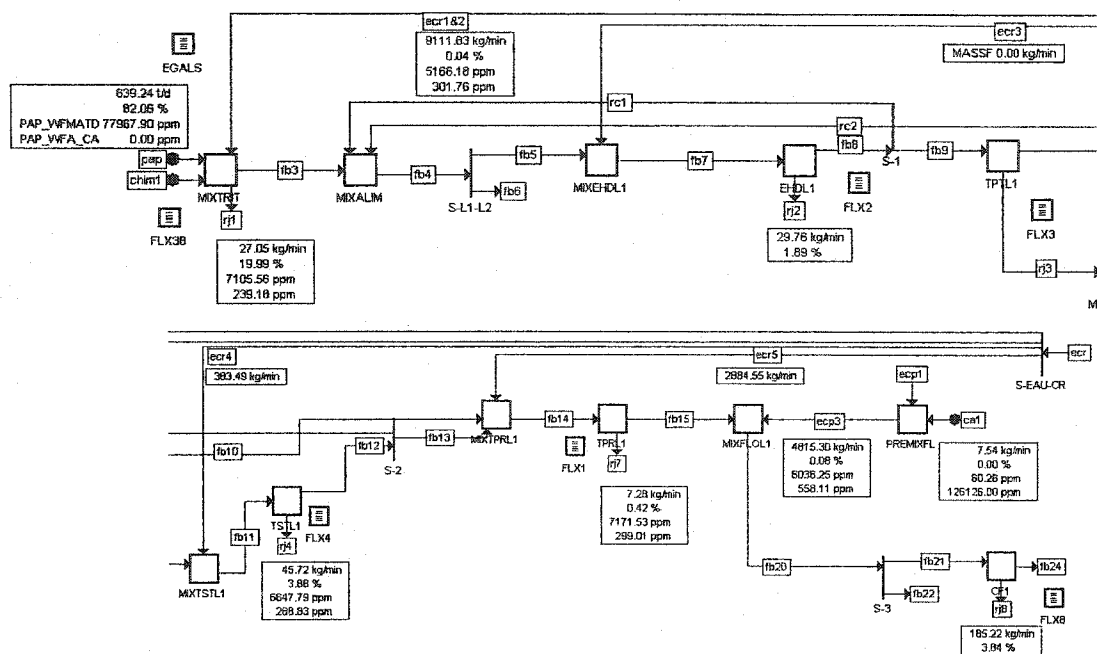 ecr1&2
9111.83 kg/min
0.04 %
5166.18 ppm
301.76 ppm
ecr3
MASSF 0.00 kg/min
EGALS
639.24 t/d
82.06 %
PAP_WFMATD 77967.90 ppm
PAP_WFA_CA 0.00 ppm
rc1
rc2
pap
chim1
MIXTRIT
fb3
MIXALIM
fb4
S-L1-L2
fb5
fb6
MIXEHDL1
fb7
EHDL1
fb8
S-1
fb9
TPTL1
FLX3B
rj1
rj2
FLX2
FLX3
rj3
M
27.05 kg/min
19.99 %
7105.56 ppm
239.18 ppm
29.76 kg/min
1.89 %
ecr4
383.49 kg/min
ecr5
2884.55 kg/min
ecr
S-EAU-CR
ecp1
fb10
fb12
S-2
fb13
MIXTPRL1
fb14
TPRL1
fb15
MIXFLOL1
ecp3
PREMIXFL
ca1
FLX1
rj7
7.28 kg/min
0.42 %
7171.53 ppm
299.01 ppm
4815.30 kg/min
0.08 %
6036.25 ppm
558.11 ppm
7.54 kg/min
0.00 %
60.26 ppm
126126.00 ppm
TSTL1
fb11
rj4
FLX4
MIXTSTL1
45.72 kg/min
3.88 %
6647.79 ppm
268.93 ppm
fb20
S-3
fb21
fb22
CF1
fb24
rj8
FLX8
185.22 kg/min
3.84 %